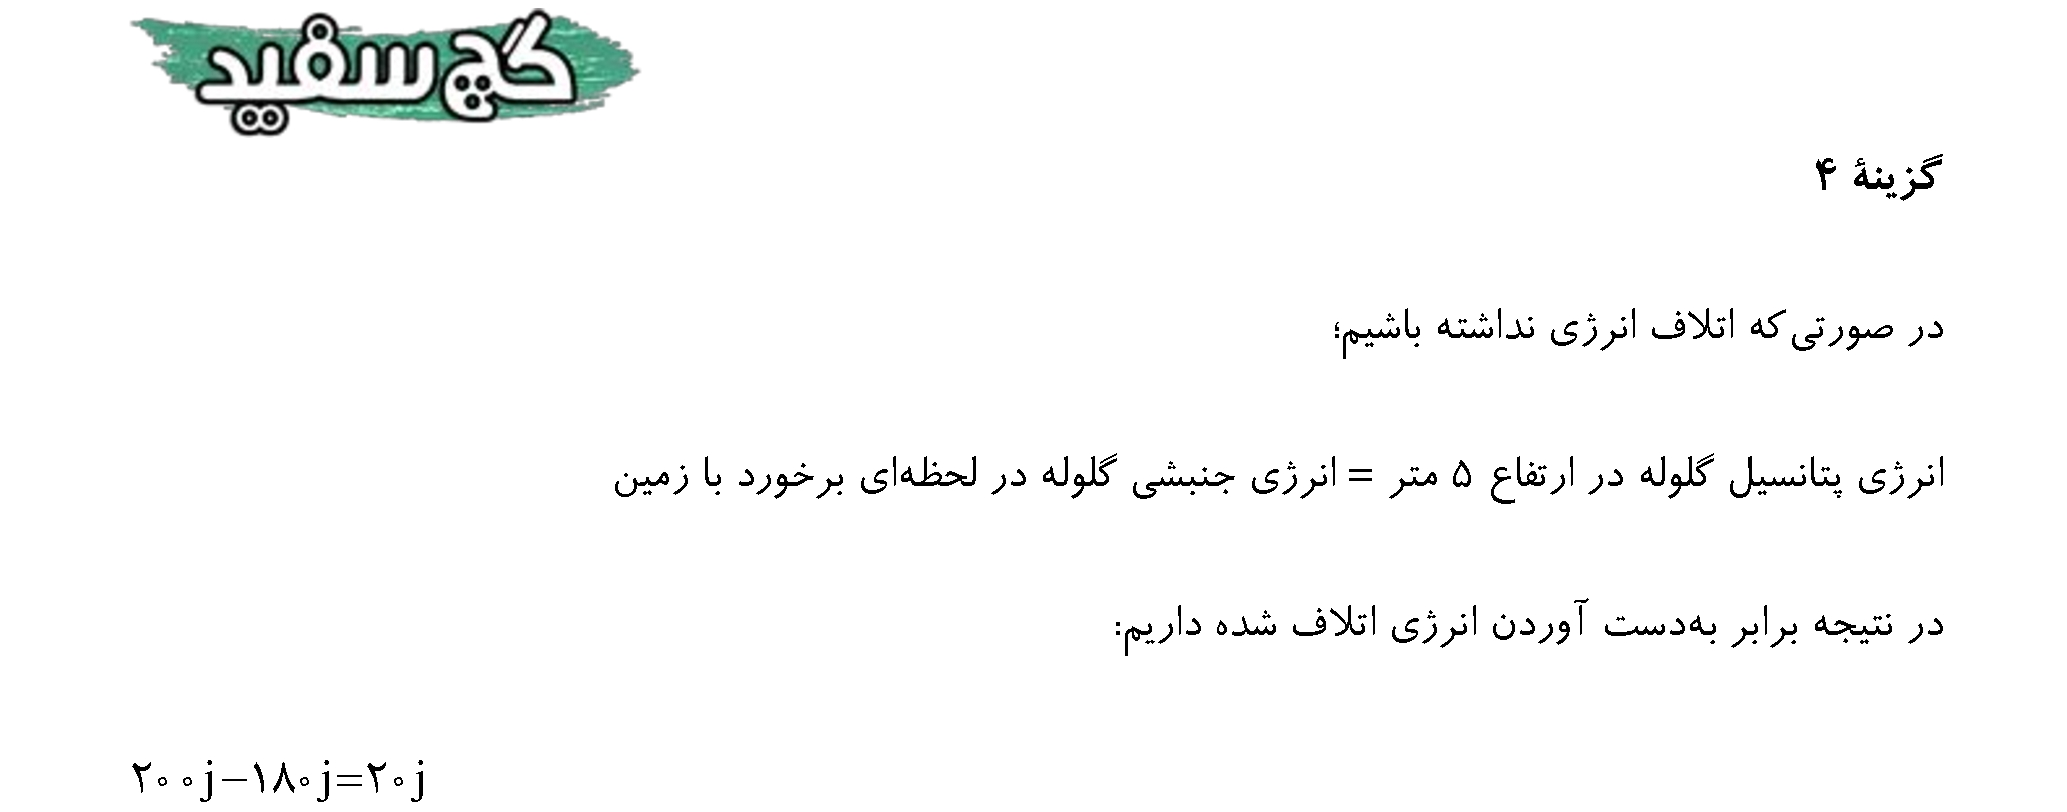 گچ سفید
گزینهٔ ۴
در صورتی‌که اتلاف انرژی نداشته باشیم؛
انرژی پتانسیل گلوله در ارتفاع ۵ متر = انرژی جنبشی گلوله در لحظه‌ای برخورد با زمین
در نتیجه برابر به‌دست آوردن انرژی اتلاف شده داریم:
۲۰۰j−۱۸۰j=۲۰j